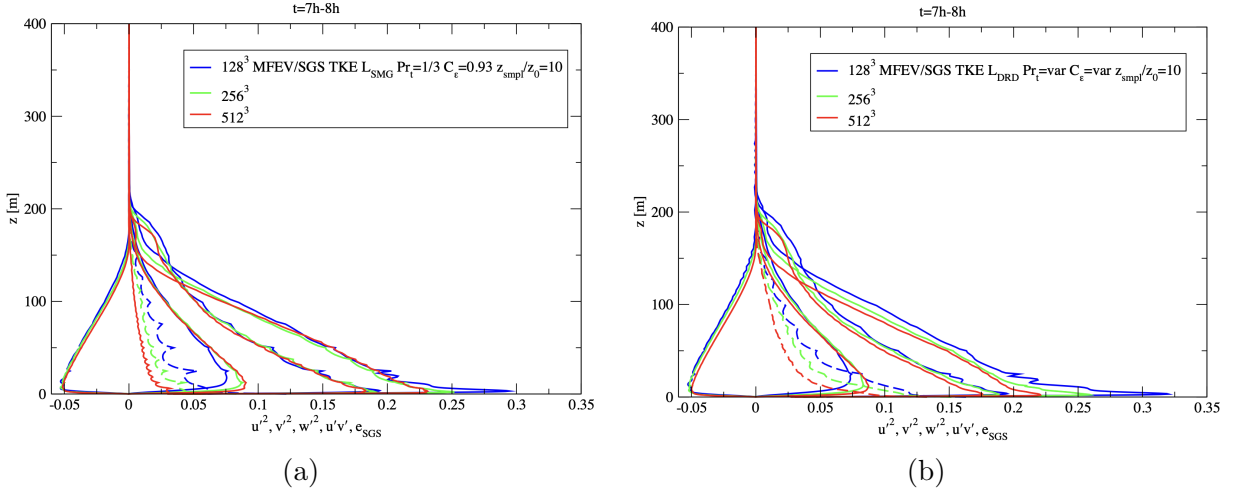 t=7h-8h
400
300
200
100
0
z [m]
128³ MFEV/SGS TKE L_SMG Pr_t=1/3 C_ε=0.93 z_smpl/z_0=10
256³
512³
-0.05 0 0.05 0.1 0.15 0.2 0.25 0.3 0.35
u'², v'², w'², u'v', e_SGS
(a)
t=7h-8h
400
300
200
100
0
z [m]
128³ MFEV/SGS TKE L_DRD Pr_t=var C_ε=var z_smpl/z_0=10
256³
512³
-0.05 0 0.05 0.1 0.15 0.2 0.25 0.3 0.35
u'², v'², w'², u'v', e_SGS
(b)